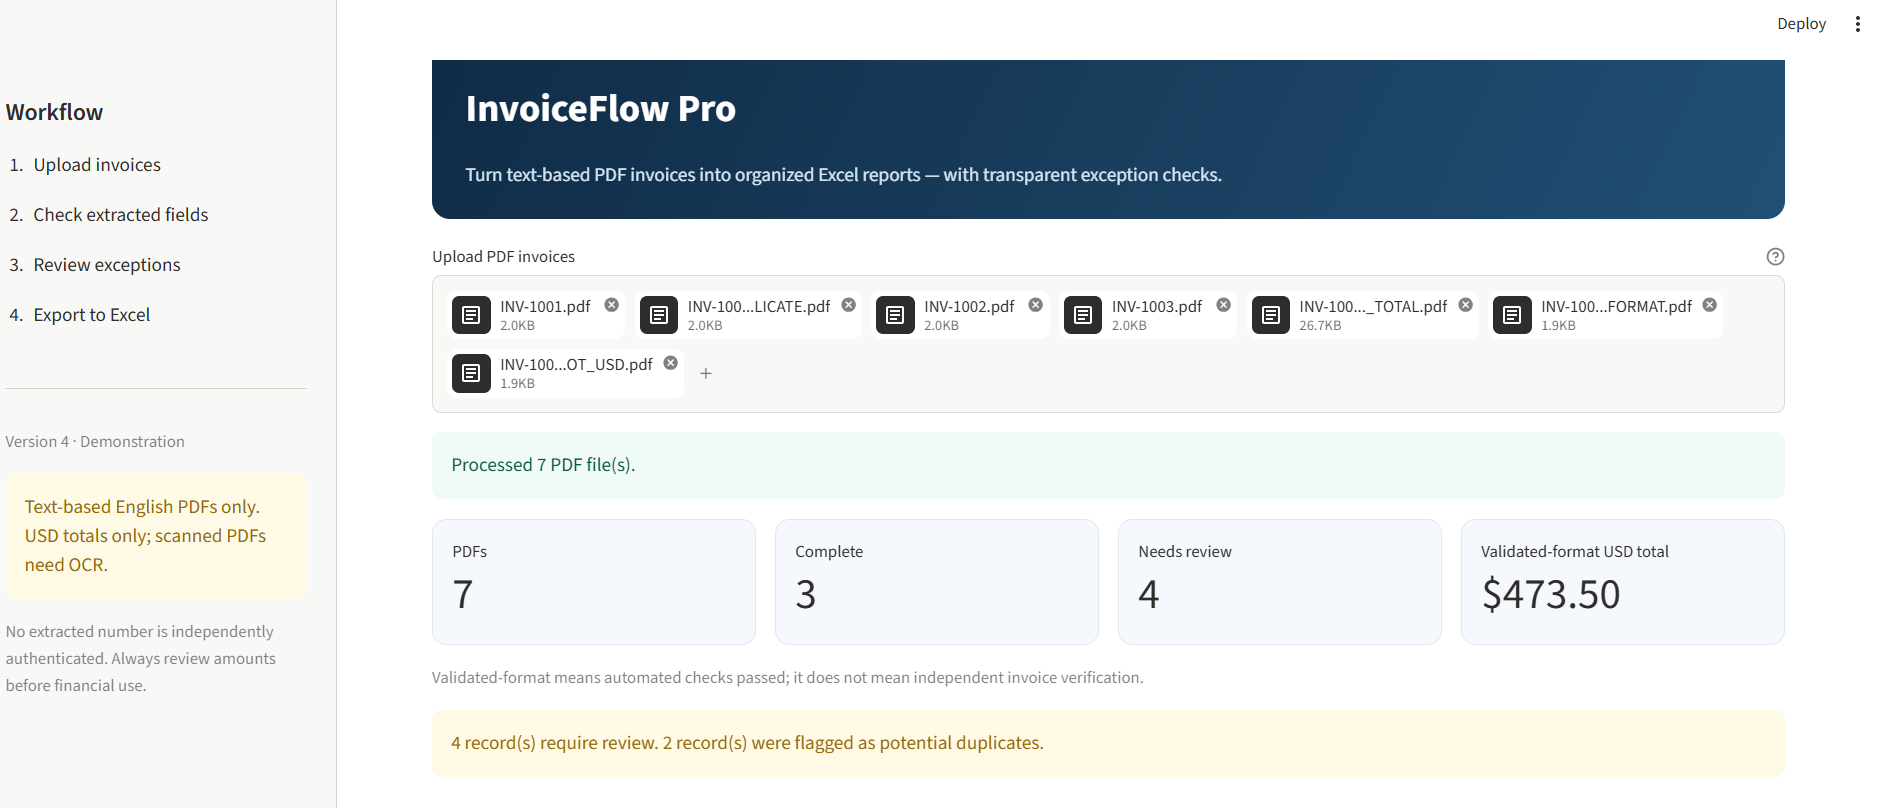 Deploy
Workflow
1. Upload invoices
2. Check extracted fields
3. Review exceptions
4. Export to Excel
Version 4 · Demonstration
Text-based English PDFs only.
USD totals only; scanned PDFs
need OCR.
No extracted number is independently
authenticated. Always review amounts
before financial use.
InvoiceFlow Pro
Turn text-based PDF invoices into organized Excel reports — with transparent exception checks.
Upload PDF invoices
INV-1001.pdf
2.0KB
INV-100...LICATE.pdf
2.0KB
INV-1002.pdf
2.0KB
INV-1003.pdf
2.0KB
INV-100..._TOTAL.pdf
26.7KB
INV-100...FORMAT.pdf
1.9KB
INV-100...OT_USD.pdf
1.9KB
Processed 7 PDF file(s).
PDFs
7
Complete
3
Needs review
4
Validated-format USD total
$473.50
Validated-format means automated checks passed; it does not mean independent invoice verification.
4 record(s) require review. 2 record(s) were flagged as potential duplicates.